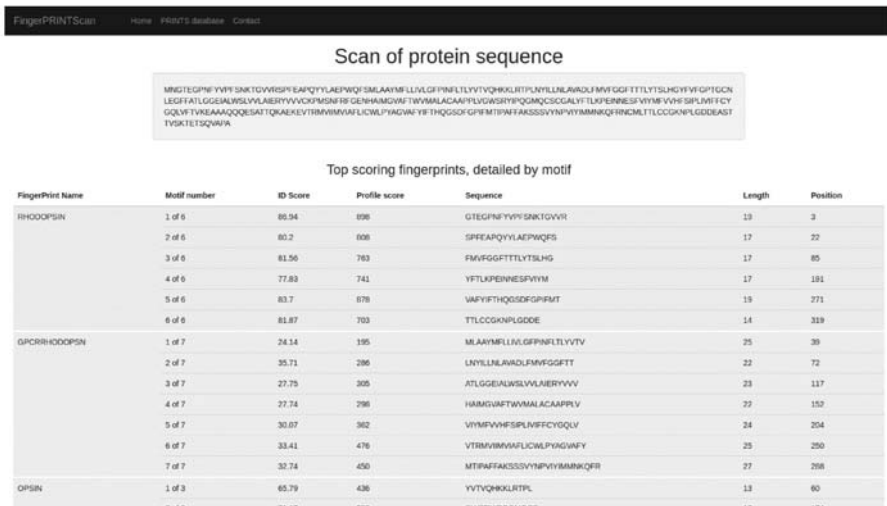 FingerPRINTScan Home PRINTS database Contact
Scan of protein sequence
MNGTEGPNFYVPFSNKTGVVRSPFEAPQYYLAEPWQFSMLAAYMFLLIVLGFPINFLTLYVTVQHKKLRTPLNYILLNLAVADLFMVFGGFTTTLYTSLHGYFVFGPTGCN
LEGFFATLGGEIALWSLVVLAIERYVVVCKPMSNFRFGENHAIMGVAFTWVMALACAAPPLVGWSRYIPQGMQCSCGALYFTLKPEINNESFVIYMFVVHFSIPLIVIFFCY
GQLVFTVKEAAAQQQESATTQKAEKEVTRMVIIMVIAFLICWLPYAGVAFYIFTHQGSDFGPIFMTIPAFFAKSSSVYNPVIYIMMNKQFRNCMLTTLCCGKNPLGDDEAST
TVSKTETSQVAPA
Top scoring fingerprints, detailed by motif
FingerPrint Name Motif number ID Score Profile score Sequence Length Position
RHODOPSIN 1 of 6 86.94 898 GTEGPNFYVPFSNKTGVVR 19 3
2 of 6 80.2 808 SPFEAPQYYLAEPWQFS 17 22
3 of 6 81.56 763 FMVFGGFTTTLYTSLHG 17 85
4 of 6 77.83 741 YFTLKPEINNESFVIYM 17 191
5 of 6 83.7 878 VAFYIFTHQGSDFGPIFMT 19 271
6 of 6 81.87 703 TTLCCGKNPLGDDE 14 319
GPCRRHODOPSN 1 of 7 24.14 195 MLAAYMFLLIVLGFPINFLTLYVTV 25 39
2 of 7 35.71 286 LNYILLNLAVADLFMVFGGFTT 22 72
3 of 7 27.75 305 ATLGGEIALWSLVVLAIERYVVV 23 117
4 of 7 27.74 298 HAIMGVAFTWVMALACAAPPLV 22 152
5 of 7 30.07 362 VIYMFVVHFSIPLIVIFFCYGQLV 24 204
6 of 7 33.41 476 VTRMVIIMVIAFLICWLPYAGVAFY 25 250
7 of 7 32.74 450 MTIPAFFAKSSSVYNPVIYIMMNKQFR 27 288
OPSIN 1 of 3 65.79 436 YVTVQHKKLRTPL 13 60